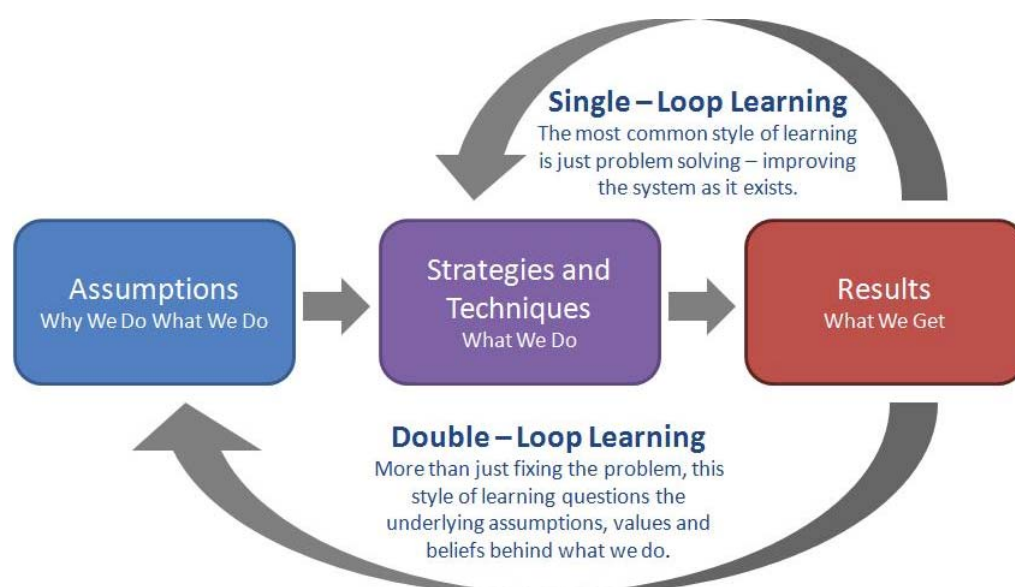 Single – Loop Learning
The most common style of learning
is just problem solving – improving
the system as it exists.
Assumptions
Why We Do What We Do
Strategies and
Techniques
What We Do
Results
What We Get
Double – Loop Learning
More than just fixing the problem, this
style of learning questions the
underlying assumptions, values and
beliefs behind what we do.